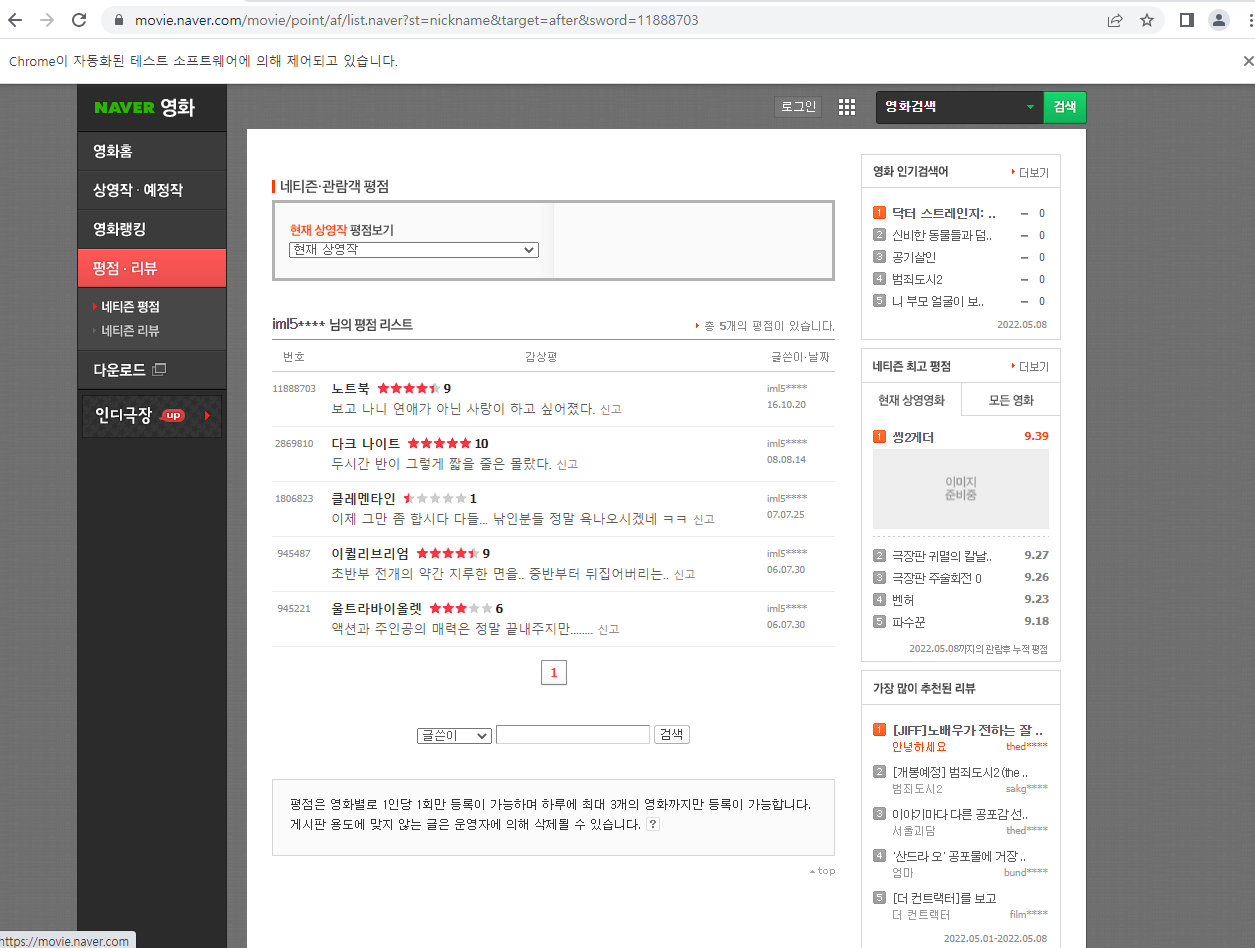 movie.naver.com/movie/point/af/list.naver?st=nickname&target=after&sword=11888703
Chrome이 자동화된 테스트 소프트웨어에 의해 제어되고 있습니다.
NAVER 영화
로그인
영화검색
검색
영화홈
상영작 · 예정작
영화랭킹
평점 · 리뷰
네티즌 평점
네티즌 리뷰
다운로드
인디극장 up
네티즌·관람객 평점
현재 상영작 평점보기
현재 상영작
iml5**** 님의 평점 리스트
총 5개의 평점이 있습니다.
번호 감상평 글쓴이·날짜
11888703 노트북 9 iml5****
보고 나니 연애가 아닌 사랑이 하고 싶어졌다. 신고 16.10.20
2869810 다크 나이트 10 iml5****
두시간 반이 그렇게 짧을 줄은 몰랐다. 신고 08.08.14
1806823 클레멘타인 1 iml5****
이제 그만 좀 합시다 다들... 낚인분들 정말 욕나오시겠네 ㅋㅋ 신고 07.07.25
945487 이퀼리브리엄 9 iml5****
초반부 전개의 약간 지루한 면을.. 중반부터 뒤집어버리는.. 신고 06.07.30
945221 울트라바이올렛 6 iml5****
액션과 주인공의 매력은 정말 끝내주지만........ 신고 06.07.30
1
글쓴이 검색
평점은 영화별로 1인당 1회만 등록이 가능하며 하루에 최대 3개의 영화까지만 등록이 가능합니다.
게시판 용도에 맞지 않는 글은 운영자에 의해 삭제될 수 있습니다. ?
top
영화 인기검색어 더보기
1 닥터 스트레인지: .. 0
2 신비한 동물들과 덤.. 0
3 공기살인 0
4 범죄도시2 0
5 니 부모 얼굴이 보.. 0
2022.05.08
네티즌 최고 평점 더보기
현재 상영영화 모든 영화
1 씽2게더 9.39
이미지
준비중
2 극장판 귀멸의 칼날.. 9.27
3 극장판 주술회전 0 9.26
4 벤허 9.23
5 파수꾼 9.18
2022.05.08까지의 관람후 누적 평점
가장 많이 추천된 리뷰
1 [JIFF]노배우가 전하는 잘 ..
안녕하세요 thed****
2 [개봉예정] 범죄도시2 (the ..
범죄도시2 sakg****
3 이야기마다 다른 공포감 선..
서울괴담 thed****
4 '산드라 오' 공포물에 거장 ..
엄마 bund****
5 [더 컨트랙터]를 보고
더 컨트랙터 film****
2022.05.01-2022.05.08
https://movie.naver.com